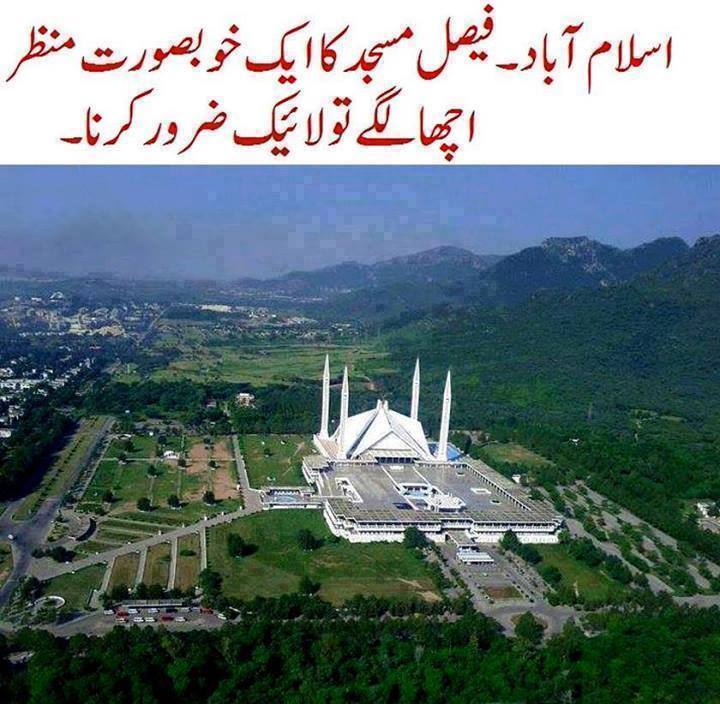 اسلام آباد۔ فیصل مسجد کا ایک خوبصورت منظر
اچھا لگے تو لائیک ضرور کرنا۔